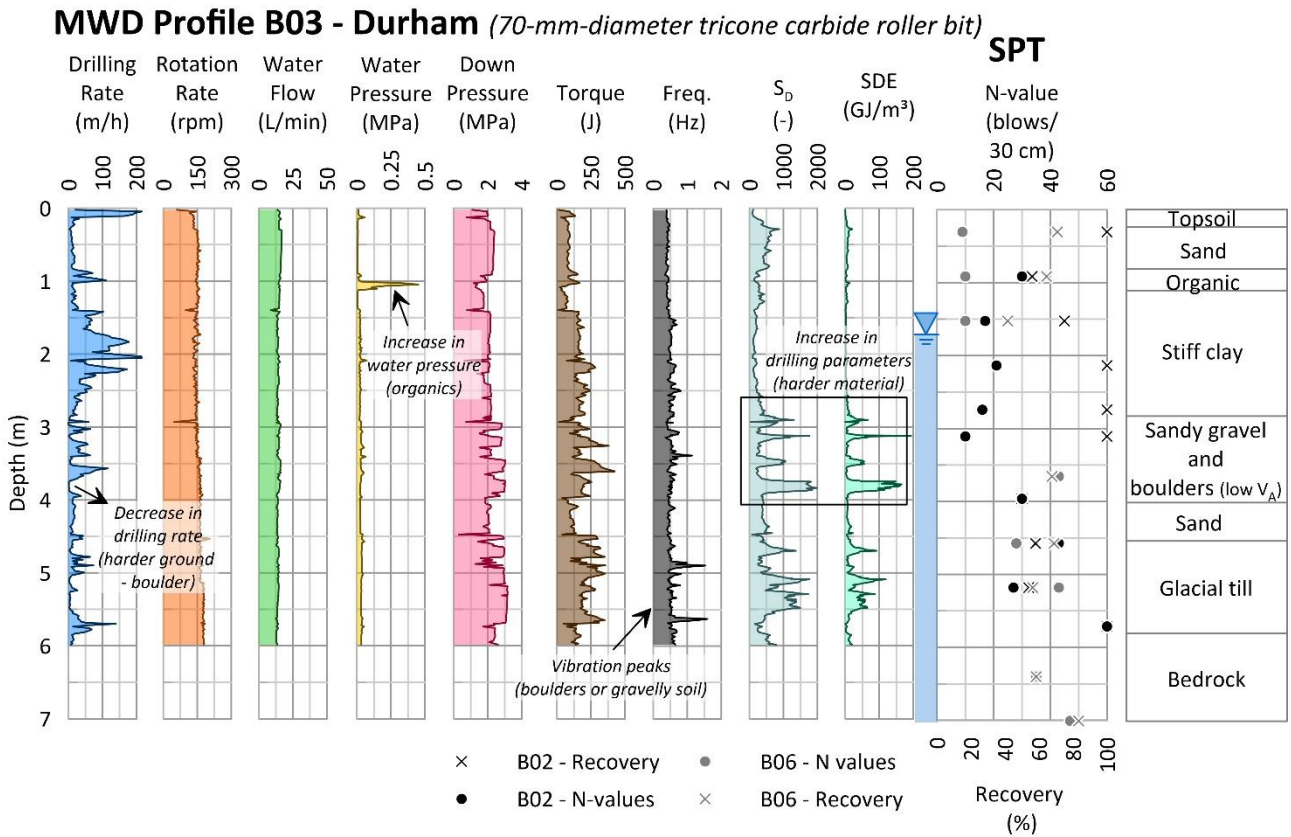 MWD Profile B03 - Durham (70-mm-diameter tricone carbide roller bit)
SPT
Drilling
Rate
(m/h)
Rotation
Rate
(rpm)
Water
Flow
(L/min)
Water
Pressure
(MPa)
Down
Pressure
(MPa)
Torque
(J)
Freq.
(Hz)
S_D
(-)
SDE
(GJ/m³)
N-value
(blows/
30 cm)
0 100 200
0 150 300
0 25 50
0 0.25 0.5
0 2 4
0 250 500
0 1 2
0 1000 2000
0 100 200
0 20 40 60
Depth (m)
0
1
2
3
4
5
6
7
Increase in
water pressure
(organics)
Increase in
drilling parameters
(harder material)
Decrease in
drilling rate
(harder ground
- boulder)
Vibration peaks
(boulders or gravelly soil)
Topsoil
Sand
Organic
Stiff clay
Sandy gravel
and
boulders (low V_A)
Sand
Glacial till
Bedrock
0 20 40 60 80 100
Recovery
(%)
B02 - Recovery
B06 - N values
B02 - N-values
B06 - Recovery